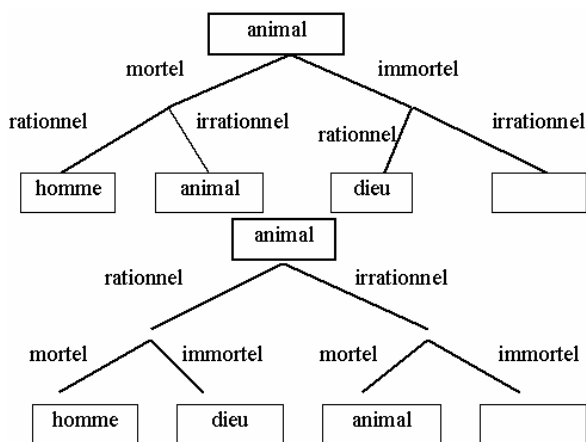 animal
mortel immortel
rationnel irrationnel rationnel irrationnel
homme animal dieu
animal
rationnel irrationnel
mortel immortel mortel immortel
homme dieu animal